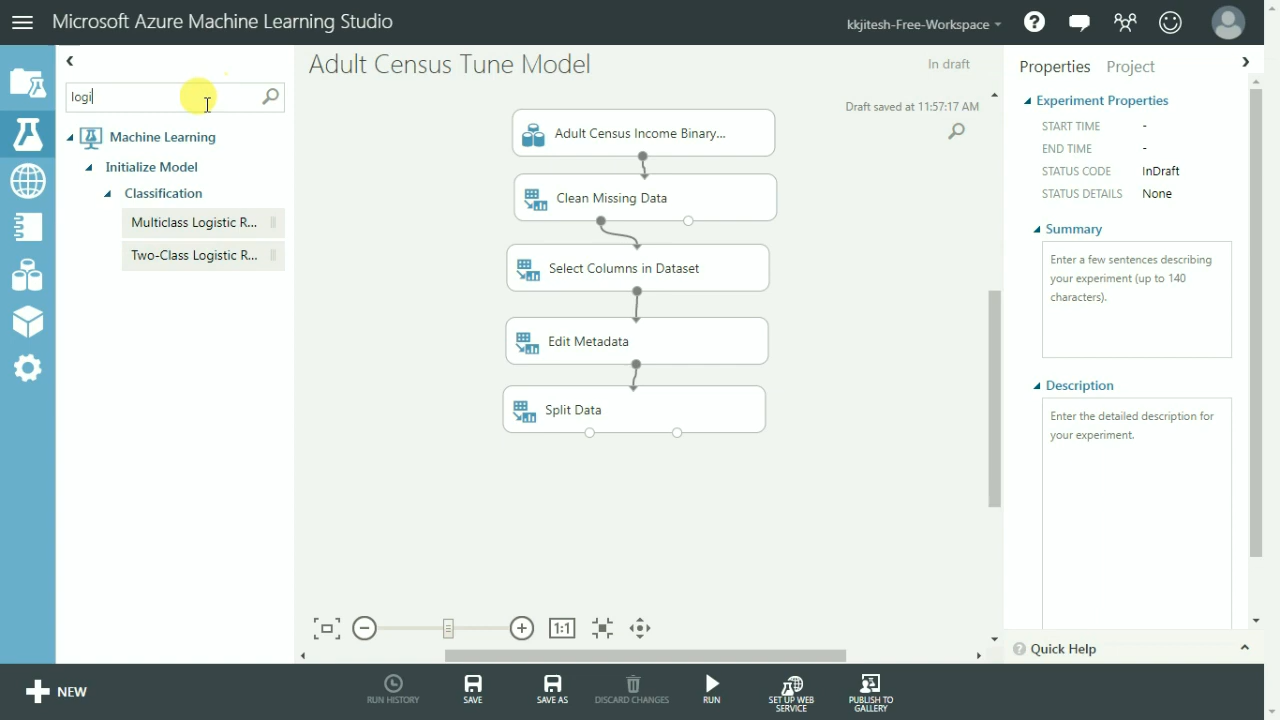 Microsoft Azure Machine Learning Studio
kkjitesh-Free-Workspace
logi
Machine Learning
Initialize Model
Classification
Multiclass Logistic R...
Two-Class Logistic R...
Adult Census Tune Model
In draft
Draft saved at 11:57:17 AM
Adult Census Income Binary...
Clean Missing Data
Select Columns in Dataset
Edit Metadata
Split Data
1:1
Properties Project
Experiment Properties
START TIME -
END TIME -
STATUS CODE InDraft
STATUS DETAILS None
Summary
Enter a few sentences describing
your experiment (up to 140
characters).
Description
Enter the detailed description for
your experiment.
Quick Help
NEW
RUN HISTORY
SAVE
SAVE AS
DISCARD CHANGES
RUN
SET UP WEB
SERVICE
PUBLISH TO
GALLERY